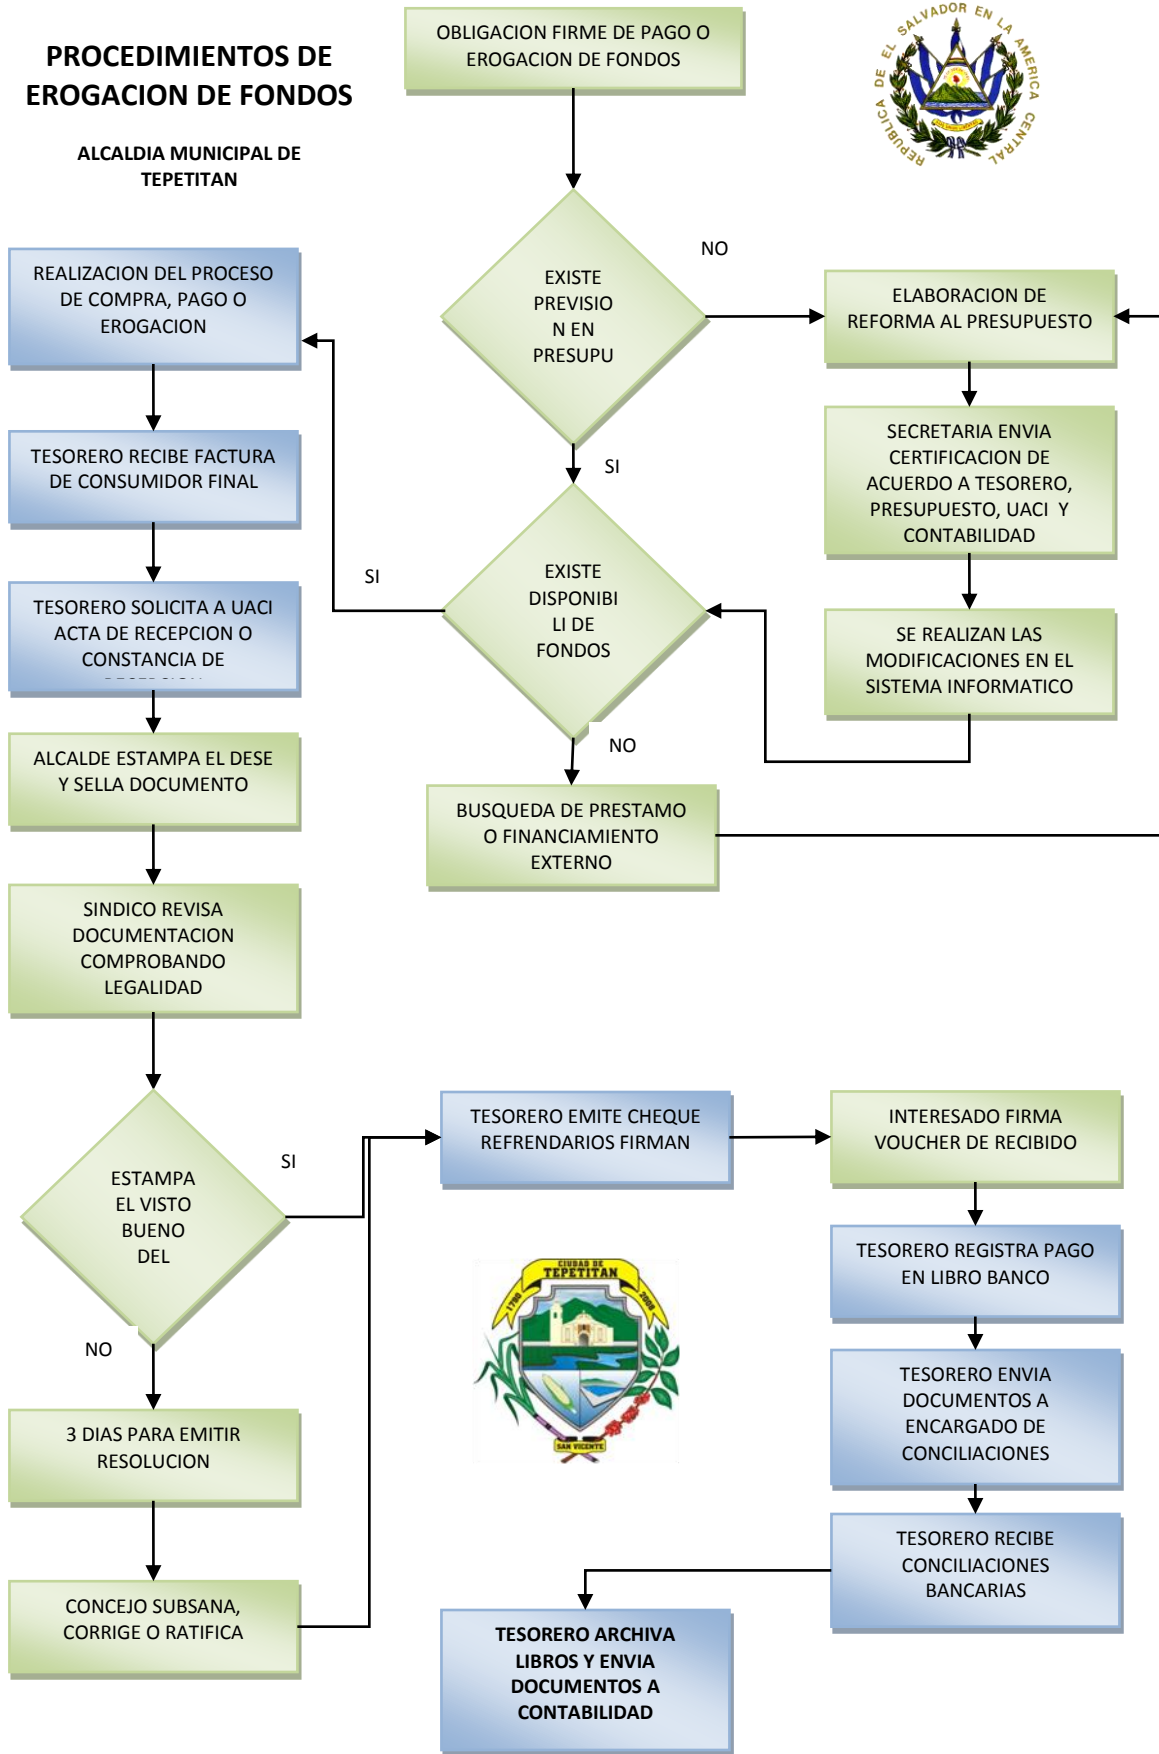 PROCEDIMIENTOS DE
EROGACION DE FONDOS
ALCALDIA MUNICIPAL DE
TEPETITAN
OBLIGACION FIRME DE PAGO O
EROGACION DE FONDOS
REPUBLICA DE EL SALVADOR EN LA AMERICA CENTRAL
NO
EXISTE
PREVISIO
N EN
PRESUPU
ELABORACION DE
REFORMA AL PRESUPUESTO
REALIZACION DEL PROCESO
DE COMPRA, PAGO O
EROGACION
SECRETARIA ENVIA
CERTIFICACION DE
ACUERDO A TESORERO,
PRESUPUESTO, UACI Y
CONTABILIDAD
TESORERO RECIBE FACTURA
DE CONSUMIDOR FINAL
SI
EXISTE
DISPONIBI
LI DE
FONDOS
SI
TESORERO SOLICITA A UACI
ACTA DE RECEPCION O
CONSTANCIA DE
SE REALIZAN LAS
MODIFICACIONES EN EL
SISTEMA INFORMATICO
NO
ALCALDE ESTAMPA EL DESE
Y SELLA DOCUMENTO
BUSQUEDA DE PRESTAMO
O FINANCIAMIENTO
EXTERNO
SINDICO REVISA
DOCUMENTACION
COMPROBANDO
LEGALIDAD
ESTAMPA
EL VISTO
BUENO
DEL
SI
TESORERO EMITE CHEQUE
REFRENDARIOS FIRMAN
INTERESADO FIRMA
VOUCHER DE RECIBIDO
TESORERO REGISTRA PAGO
EN LIBRO BANCO
CIUDAD DE
TEPETITAN
1790
2009
SAN VICENTE
NO
TESORERO ENVIA
DOCUMENTOS A
ENCARGADO DE
CONCILIACIONES
3 DIAS PARA EMITIR
RESOLUCION
TESORERO RECIBE
CONCILIACIONES
BANCARIAS
CONCEJO SUBSANA,
CORRIGE O RATIFICA
TESORERO ARCHIVA
LIBROS Y ENVIA
DOCUMENTOS A
CONTABILIDAD